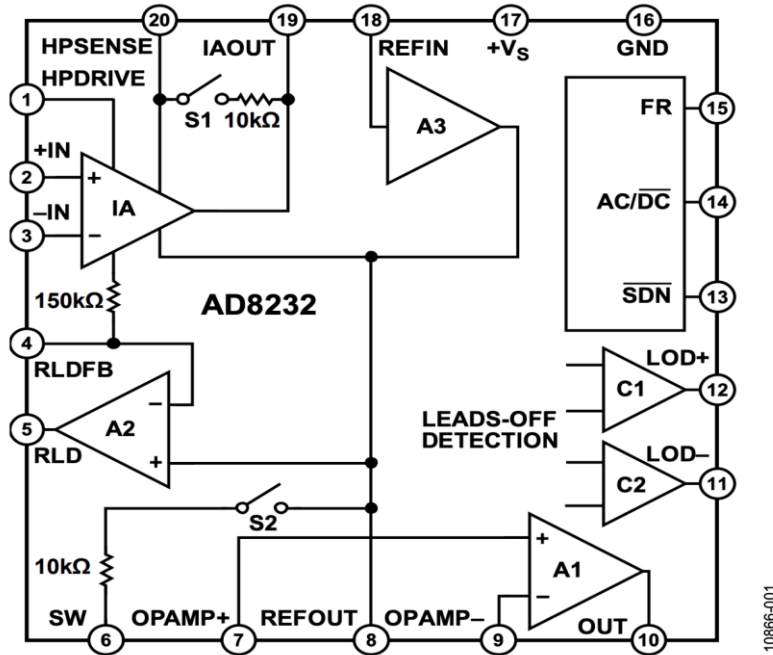 20
19
18
17
16
HPSENSE
IAOUT
REFIN
+VS
GND
HPDRIVE
1
S1
10kΩ
A3
FR
15
+IN
2
+
IA
AC/DC
14
–IN
3
–
150kΩ
AD8232
SDN
13
4
RLDFB
LOD+
C1
12
5
A2
–
+
RLD
LEADS-OFF
DETECTION
LOD–
C2
11
S2
10kΩ
+
A1
–
SW
OPAMP+
REFOUT
OPAMP–
OUT
6
7
8
9
10
10866-001